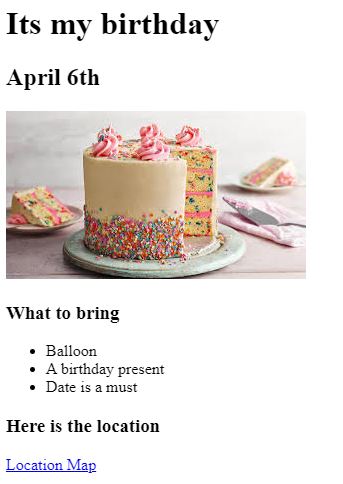 Its my birthday
April 6th
What to bring
Balloon
A birthday present
Date is a must
Here is the location
Location Map